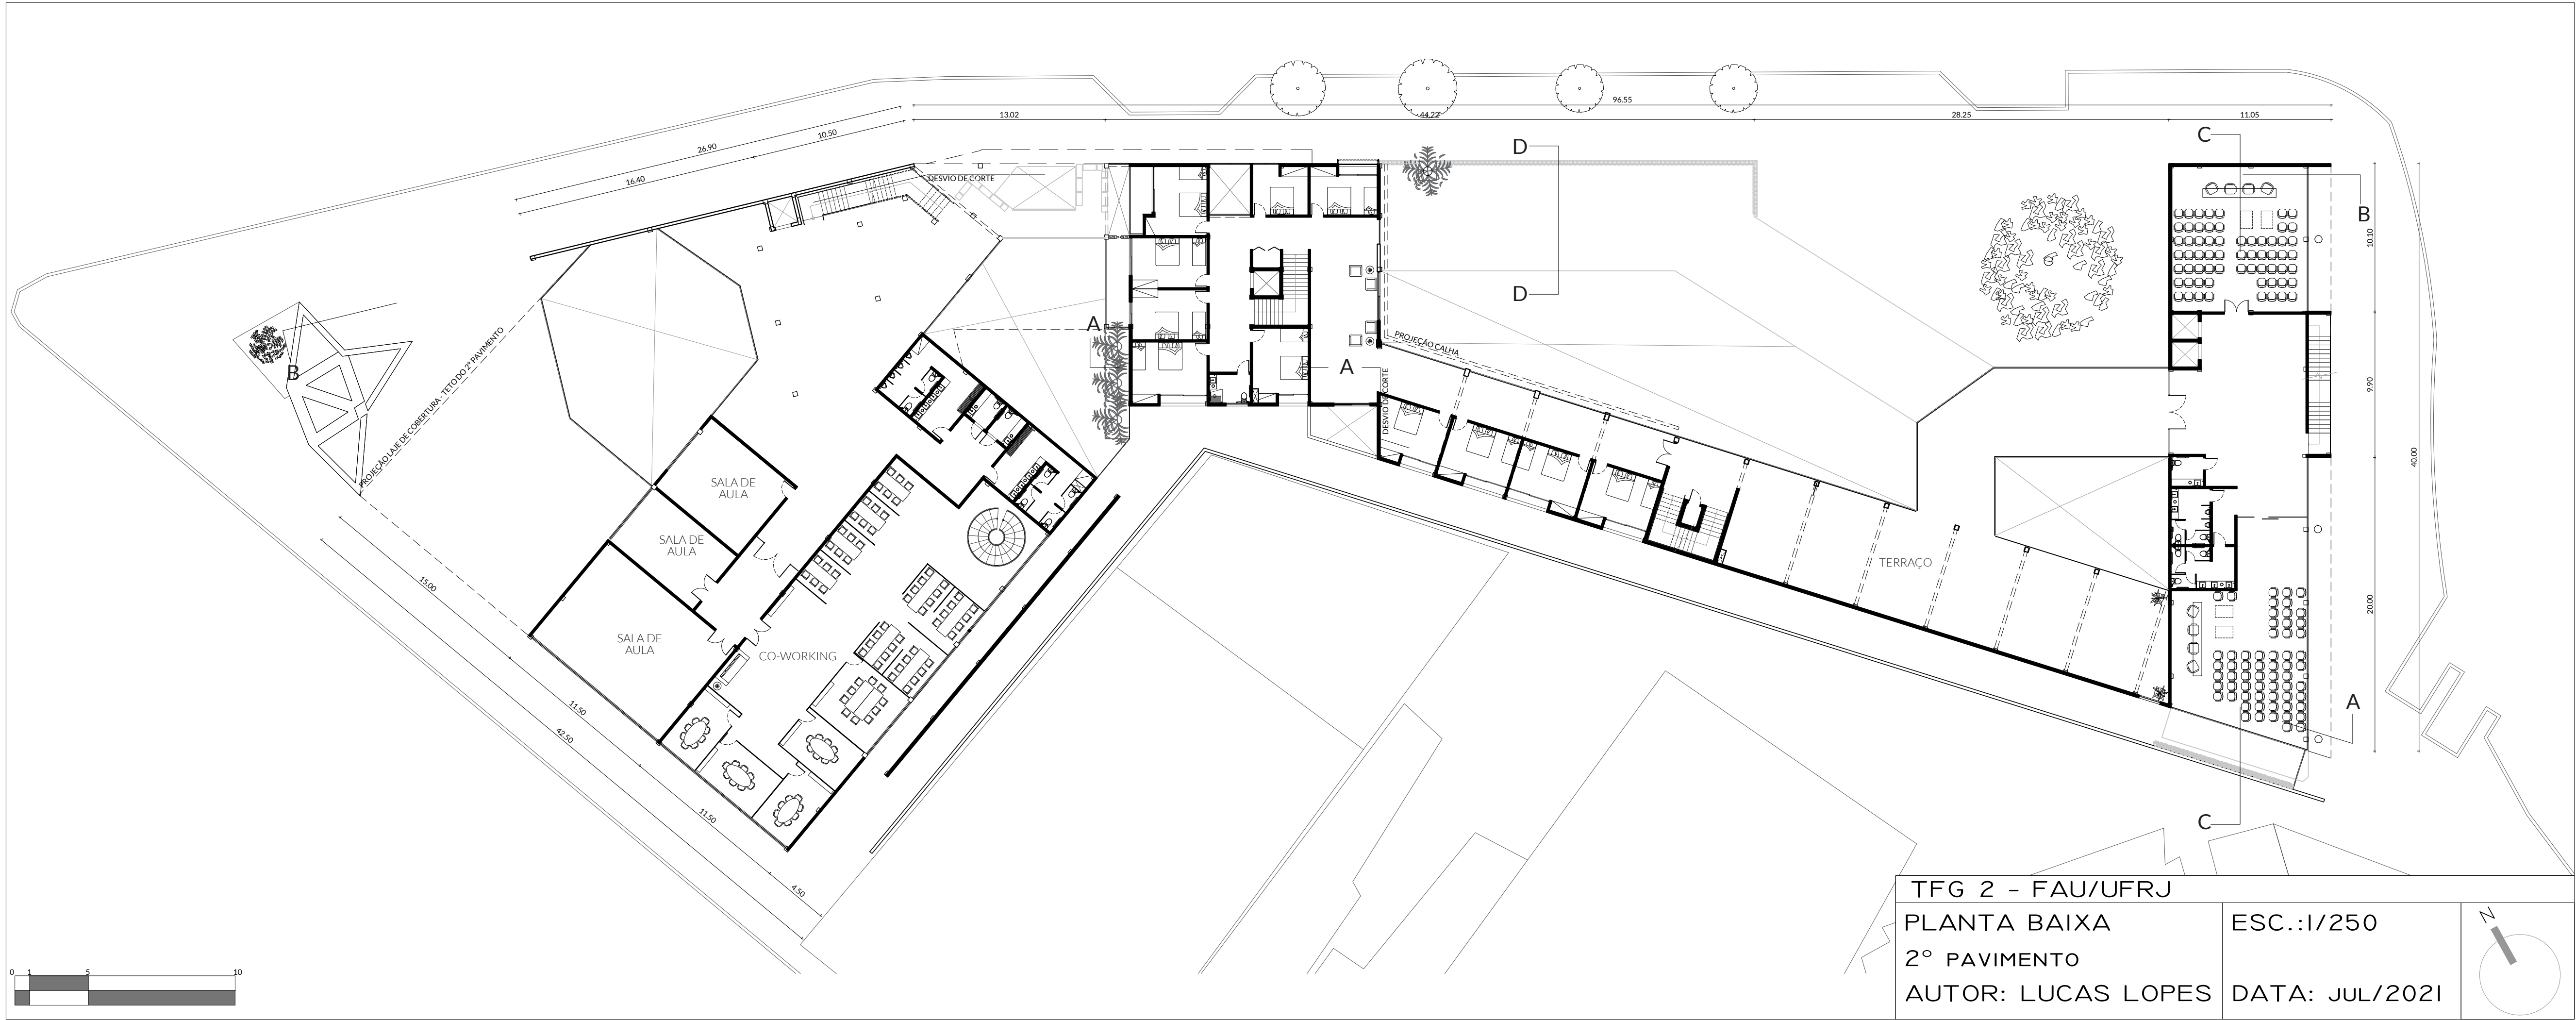 96.55
13.02
44.22
28.25
11.05
26.90
10.50
16.40
DESVIO DE CORTE
C
D
B
10.10
D
A
PROJEÇÃO CALHA
A
DESVIO DE CORTE
B
PROJEÇÃO LAJE DE COBERTURA - TETO DO 2° PAVIMENTO
9.90
40.00
SALA DE
AULA
SALA DE
AULA
SALA DE
AULA
CO-WORKING
TERRAÇO
20.00
A
C
15.00
11.50
42.50
11.50
4.50
0 1 5 10
TFG 2 - FAU/UFRJ
PLANTA BAIXA
ESC.:1/250
2° PAVIMENTO
AUTOR: LUCAS LOPES
DATA: JUL/2021
N